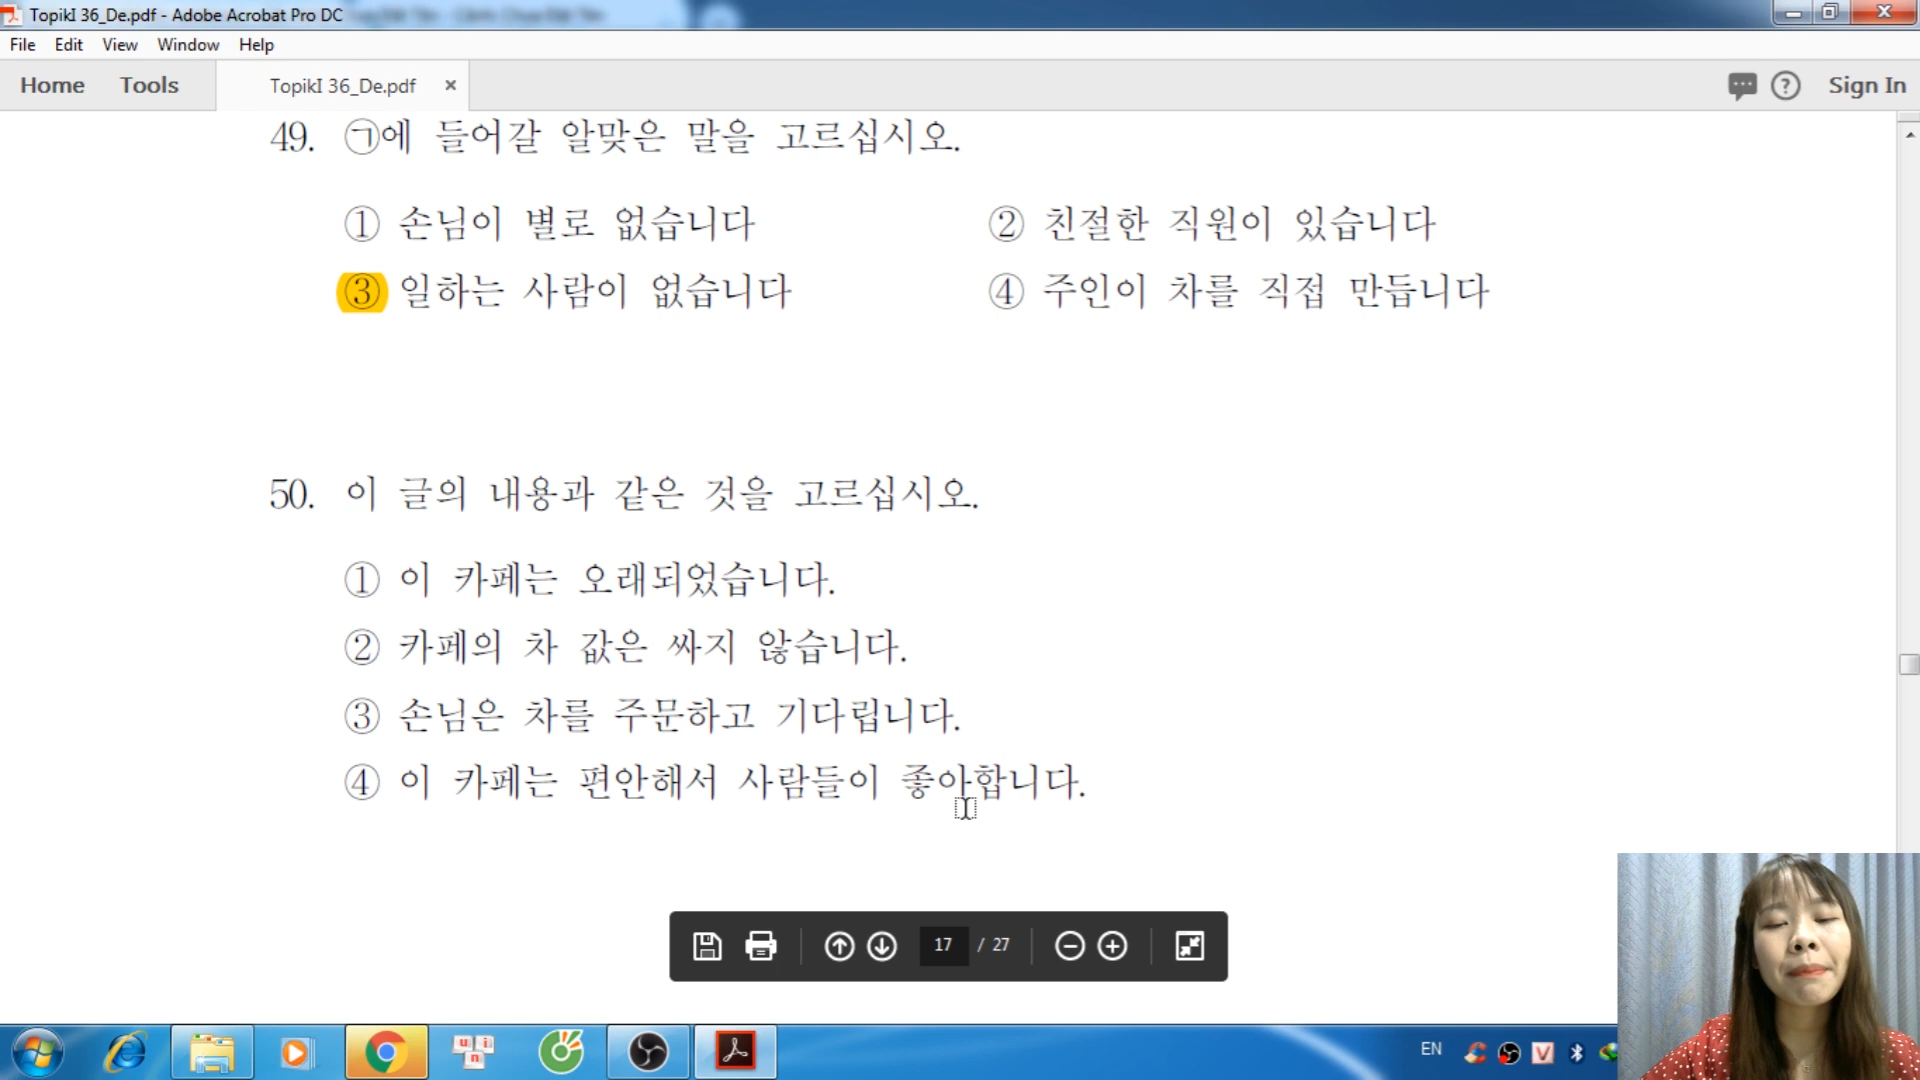 TopikI 36_De.pdf - Adobe Acrobat Pro DC
File Edit View Window Help
Home Tools TopikI 36_De.pdf × Sign In
49. ㉠에 들어갈 알맞은 말을 고르십시오.
① 손님이 별로 없습니다 ② 친절한 직원이 있습니다
③ 일하는 사람이 없습니다 ④ 주인이 차를 직접 만듭니다
50. 이 글의 내용과 같은 것을 고르십시오.
① 이 카페는 오래되었습니다.
② 카페의 차 값은 싸지 않습니다.
③ 손님은 차를 주문하고 기다립니다.
④ 이 카페는 편안해서 사람들이 좋아합니다.
17 / 27
EN